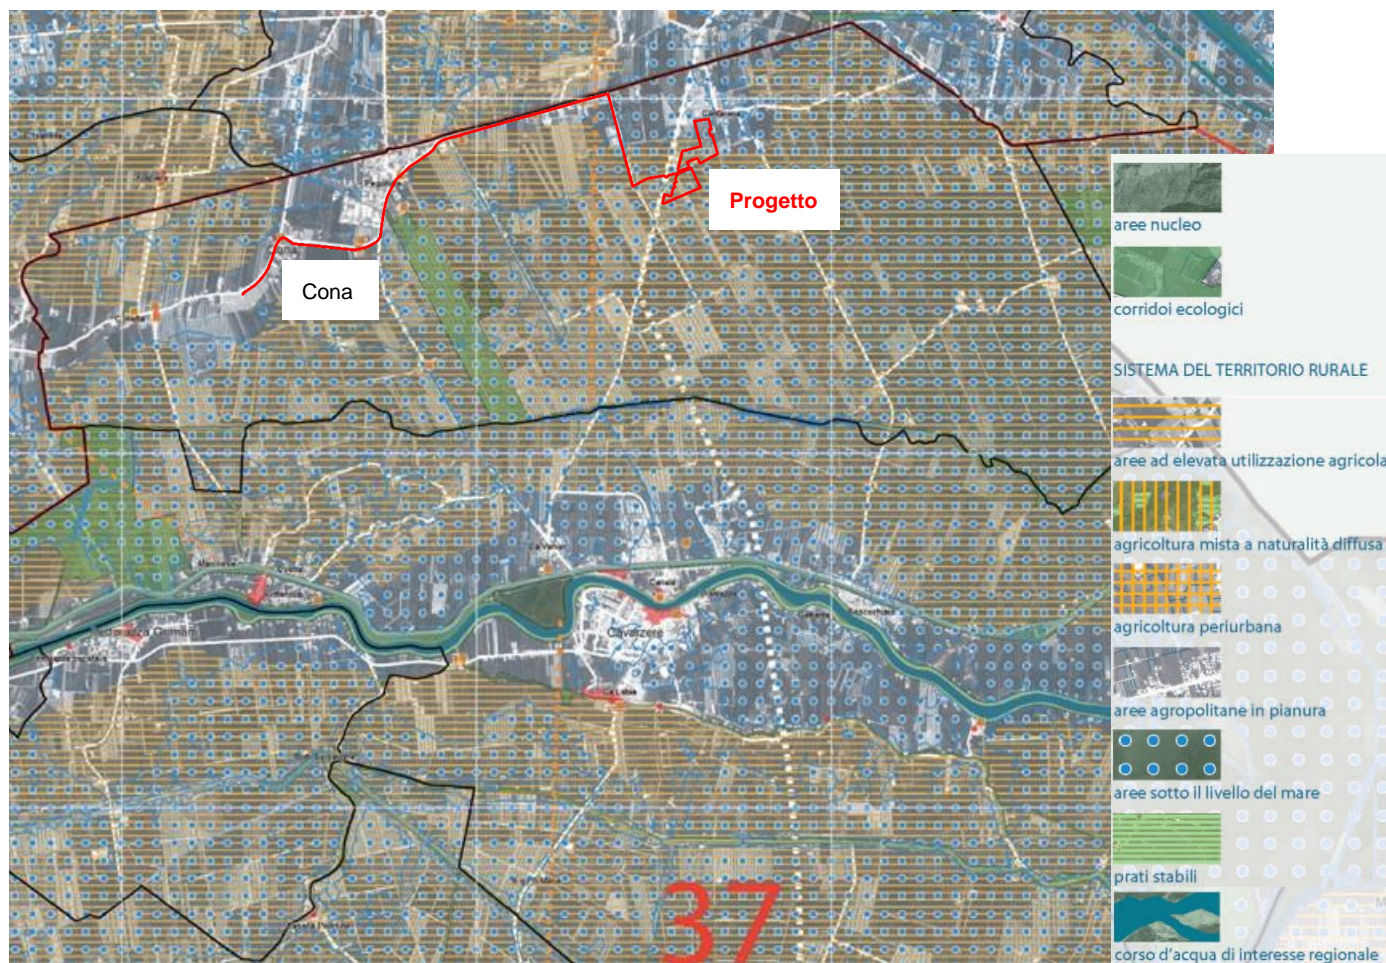 Progetto
Cona
Cavarzere
37
aree nucleo
corridoi ecologici
SISTEMA DEL TERRITORIO RURALE
aree ad elevata utilizzazione agricola
agricoltura mista a naturalità diffusa
agricoltura periurbana
aree agropolitane in pianura
aree sotto il livello del mare
prati stabili
corso d'acqua di interesse regionale